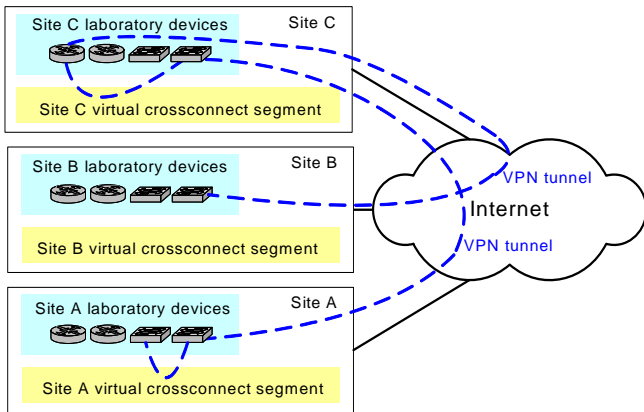 Site C laboratory devices
Site C
Site C virtual crossconnect segment
Site B laboratory devices
Site B
VPN tunnel
Internet
Site B virtual crossconnect segment
VPN tunnel
Site A laboratory devices
Site A
Site A virtual crossconnect segment